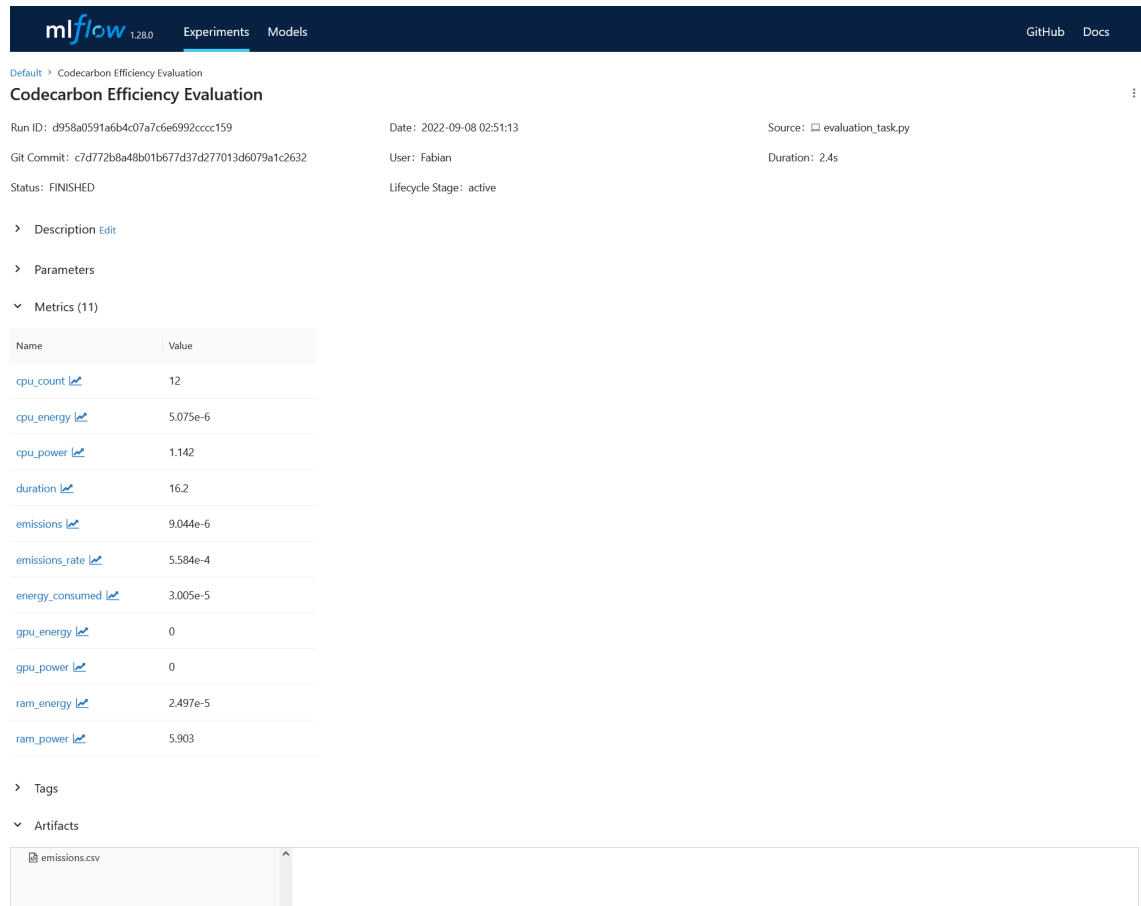 mlflow 1.28.0 Experiments Models GitHub Docs
Default > Codecarbon Efficiency Evaluation
Codecarbon Efficiency Evaluation
Run ID: d958a0591a6b4c07a7c6e6992cccc159 Date: 2022-09-08 02:51:13 Source: evaluation_task.py
Git Commit: c7d772b8a48b01b677d37d277013d6079a1c2632 User: Fabian Duration: 2.4s
Status: FINISHED Lifecycle Stage: active
Description Edit
Parameters
Metrics (11)
Name Value
cpu_count 12
cpu_energy 5.075e-6
cpu_power 1.142
duration 16.2
emissions 9.044e-6
emissions_rate 5.584e-4
energy_consumed 3.005e-5
gpu_energy 0
gpu_power 0
ram_energy 2.497e-5
ram_power 5.903
Tags
Artifacts
emissions.csv